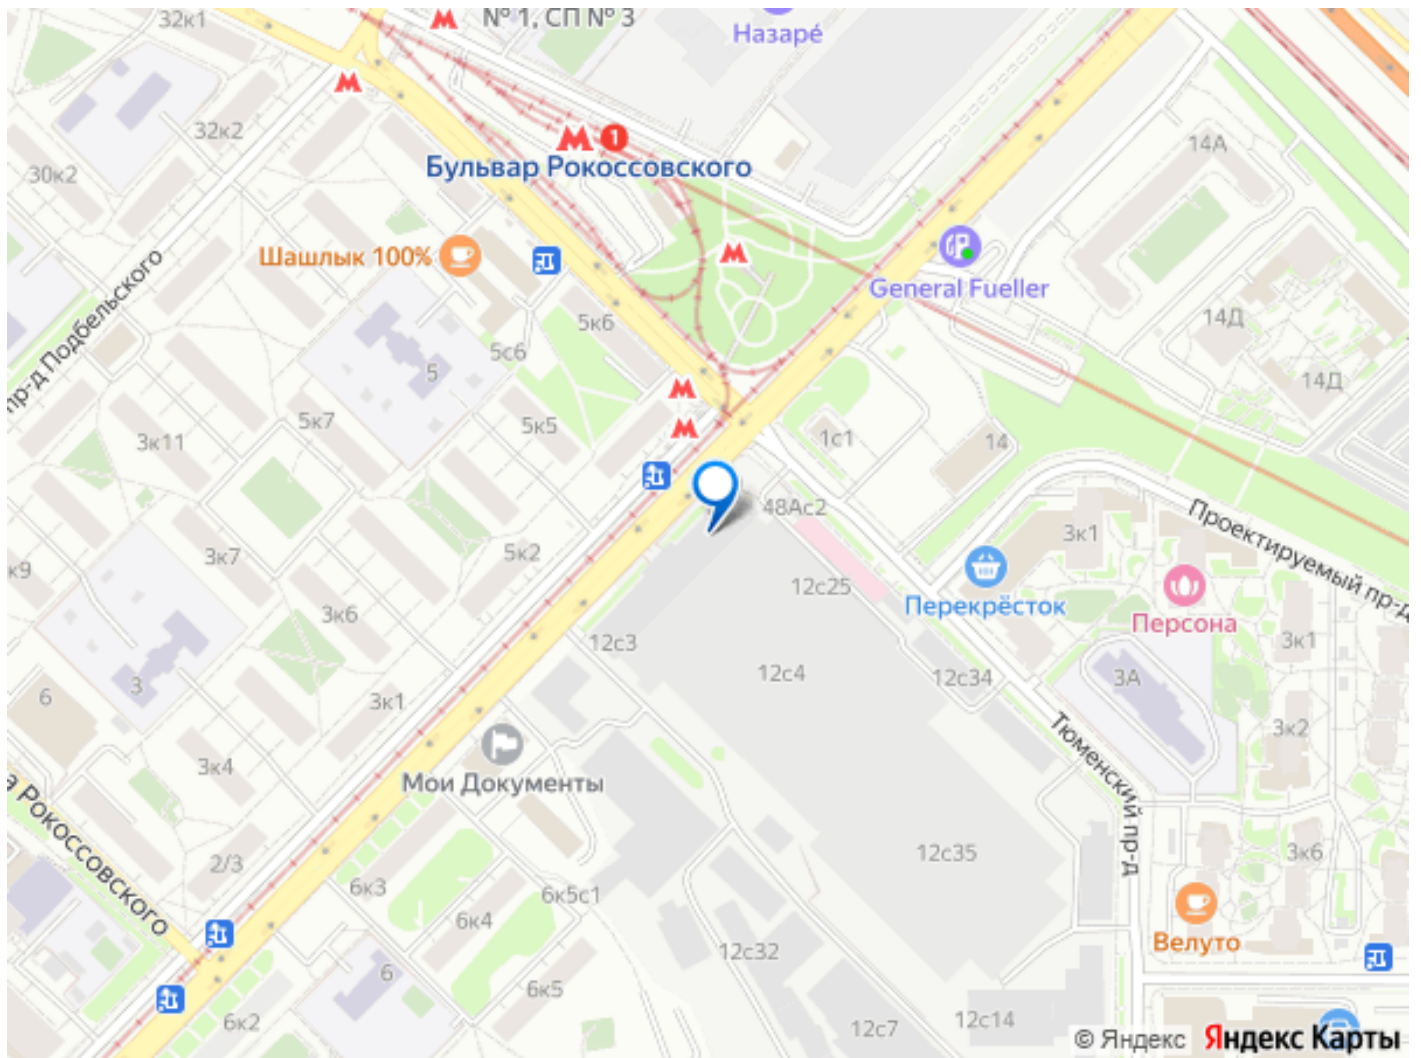 32к1
№ 1, СП № 3
Назаре́
32к2
1
14А
Бульвар Рокоссовского
30к2
Шашлык 100%
General Fueller
пр-д Подбельского
5к6
14Д
5с6
5
14Д
5к7
5к5
3к11
1с1
14
48Ас2
Проектируемый пр-д
3к1
5к2
3к7
к9
12с25
Перекрёсток
Персона
3к6
12с3
3к1
12с4
12с34
3А
3
6
3к1
Тюменский пр-д
3к2
3к4
Мои Документы
а Рокоссовского
12с35
3к6
2/3
6к3
6к5с1
6к4
Велуто
12с32
6
6к5
6к2
12с7
12с14
© Яндекс Яндекс Карты